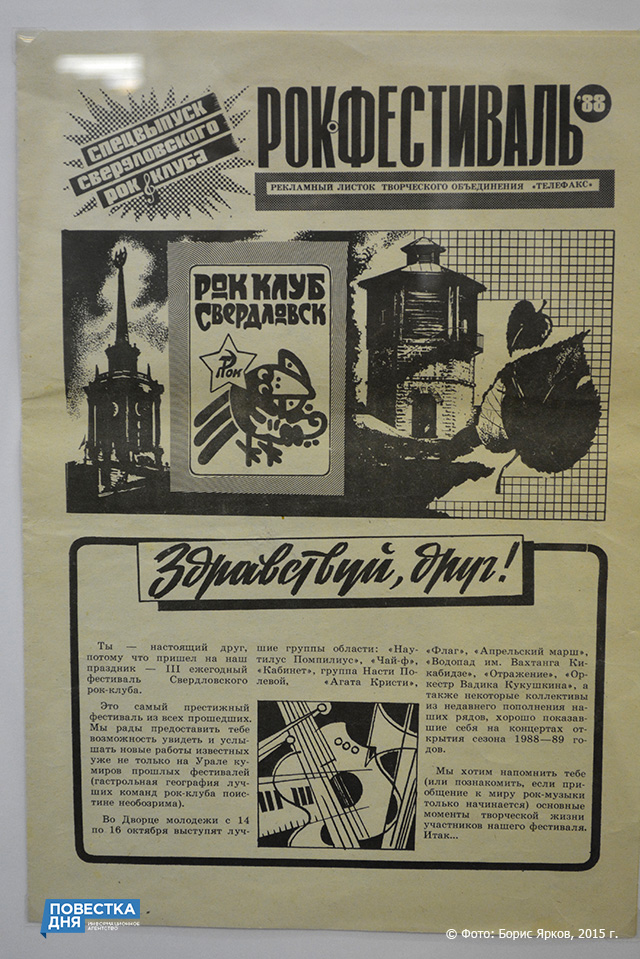 СПЕЦВЫПУСК
СВЕРДЛОВСКОГО
РОК КЛУБА
РОК-ФЕСТИВАЛЬ
'88
РЕКЛАМНЫЙ ЛИСТОК ТВОРЧЕСКОГО ОБЪЕДИНЕНИЯ «ТЕЛЕФАКС»
РОК КЛУБ
СВЕРДЛОВСК
РОК
Здравствуй, друг!
Ты — настоящий друг,
потому что пришел на наш
праздник — III ежегодный
фестиваль Свердловского
рок-клуба.
Это самый престижный
фестиваль из всех прошедших.
Мы рады предоставить тебе
возможность увидеть и услы-
шать новые работы известных
уже не только на Урале ку-
миров прошлых фестивалей
(гастрольная география луч-
ших команд рок-клуба поис-
тине необозрима).
Во Дворце молодежи с 14
по 16 октября выступят луч-
шие группы области: «Нау-
тилус Помпилиус», «Чай-ф»,
«Кабинет», группа Насти По-
левой, «Агата Кристи»,
«Флаг», «Апрельский марш»,
«Водопад им. Вахтанга Ки-
кабидзе», «Отражение», «Ор-
кестр Вадика Кукушкина», а
также некоторые коллективы
из недавнего пополнения на-
ших рядов, хорошо показав-
шие себя на концертах от-
крытия сезона 1988—89 го-
дов.
Мы хотим напомнить тебе
(или познакомить, если при-
общение к миру рок-музыки
только начинается) основные
моменты творческой жизни
участников нашего фестиваля.
Итак...
ПОВЕСТКА
ДНЯ
ИНФОРМАЦИОННОЕ
АГЕНТСТВО
© Фото: Борис Ярков, 2015 г.